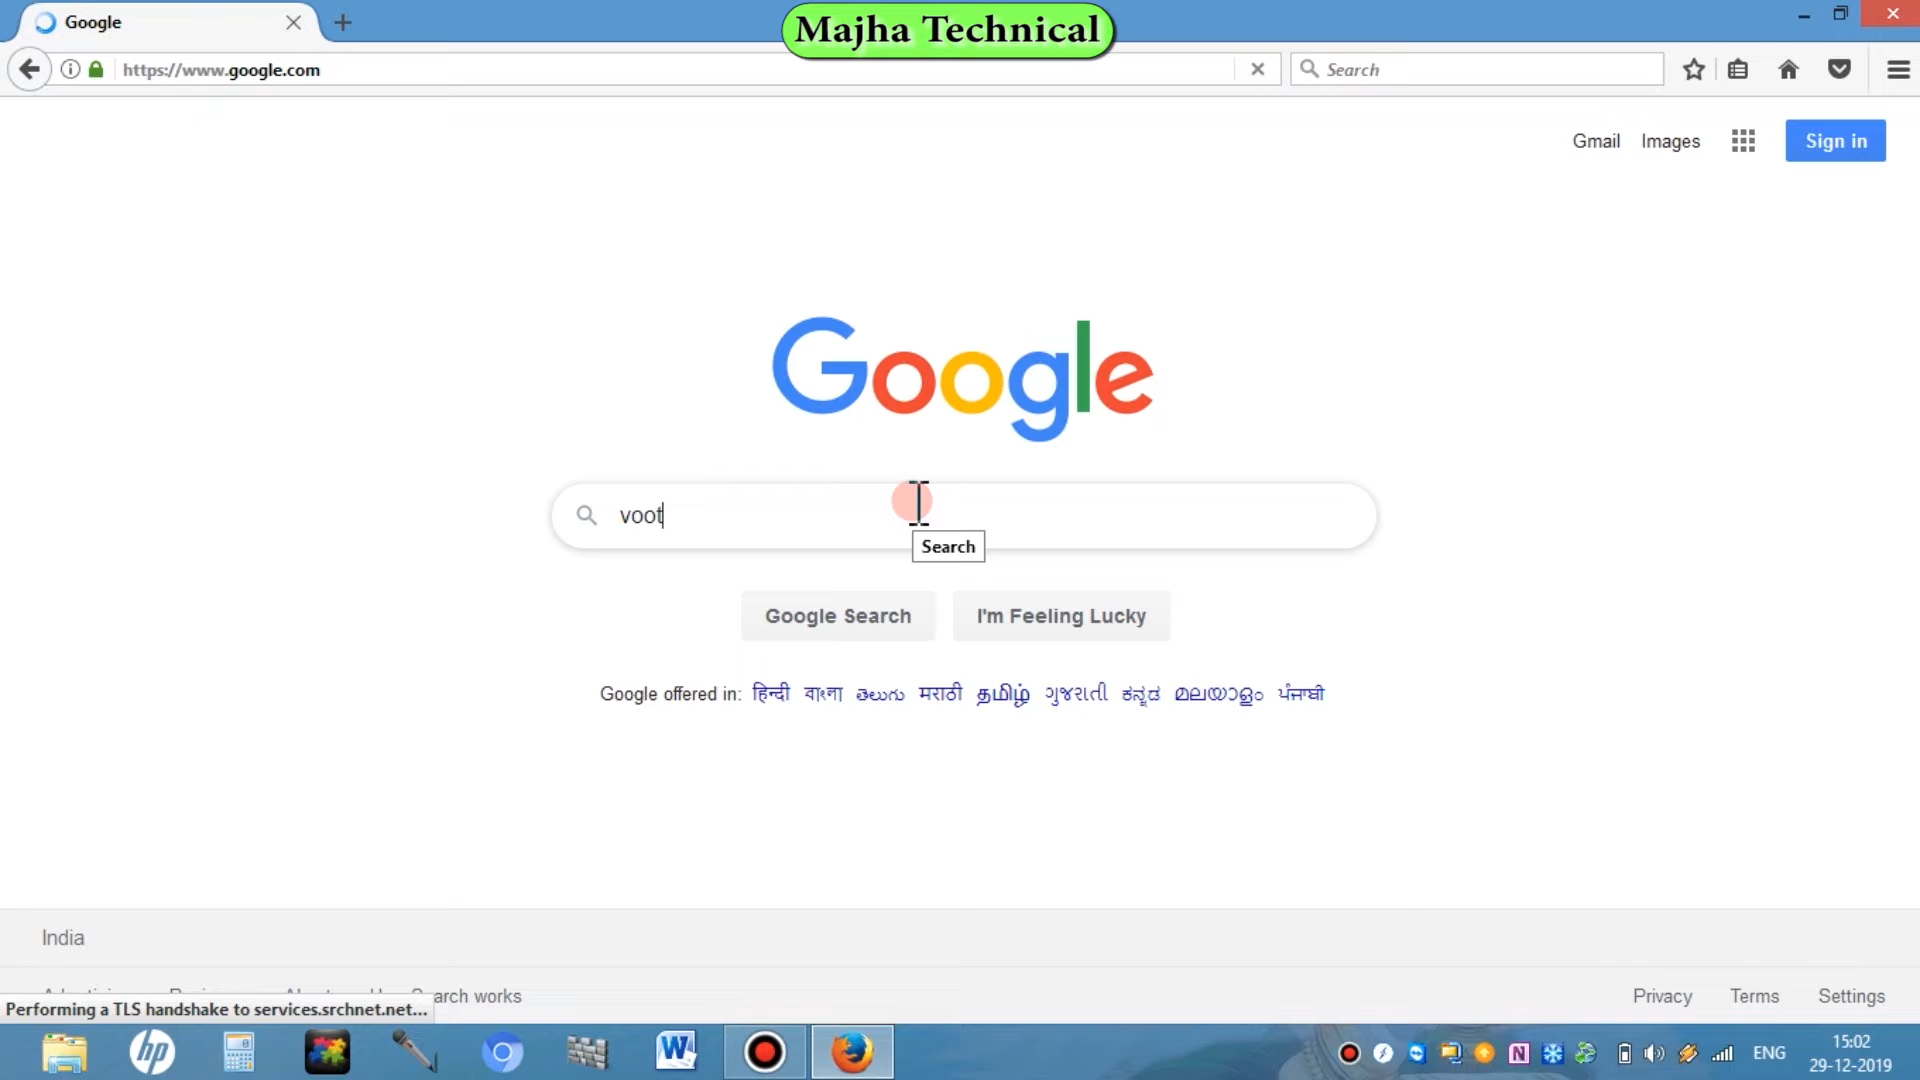 Google
Majha Technical
https://www.google.com
Search
Gmail Images Sign in
Google
voot
Search
Google Search I'm Feeling Lucky
Google offered in: हिन्दी বাংলা తెలుగు मराठी தமிழ் ગુજરાતી ಕನ್ನಡ മലയാളം ਪੰਜਾਬੀ
India
Search works Privacy Terms Settings
Performing a TLS handshake to services.srchnet.net...
hp W N ENG 15:02
29-12-2019